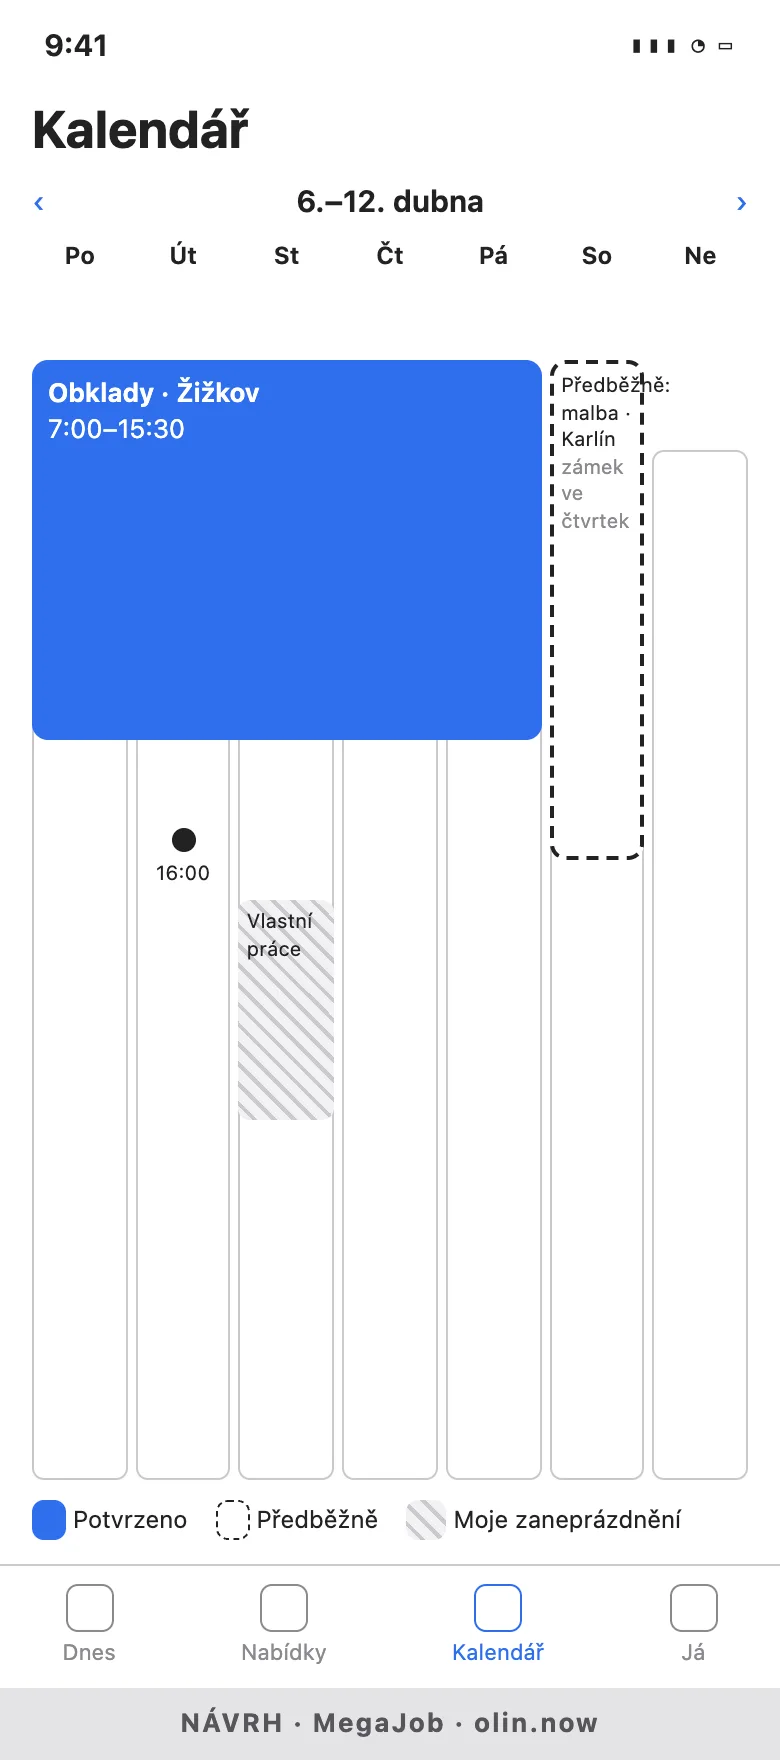 9:41
Kalendář
‹ 6.–12. dubna ›
Po Út St Čt Pá So Ne
Obklady · Žižkov
7:00–15:30
Předběžně:
malba ·
Karlín
zámek
ve
čtvrtek
16:00
Vlastní
práce
Potvrzeno Předběžně Moje zaneprázdnění
Dnes Nabídky Kalendář Já
NÁVRH · MegaJob · olin.now